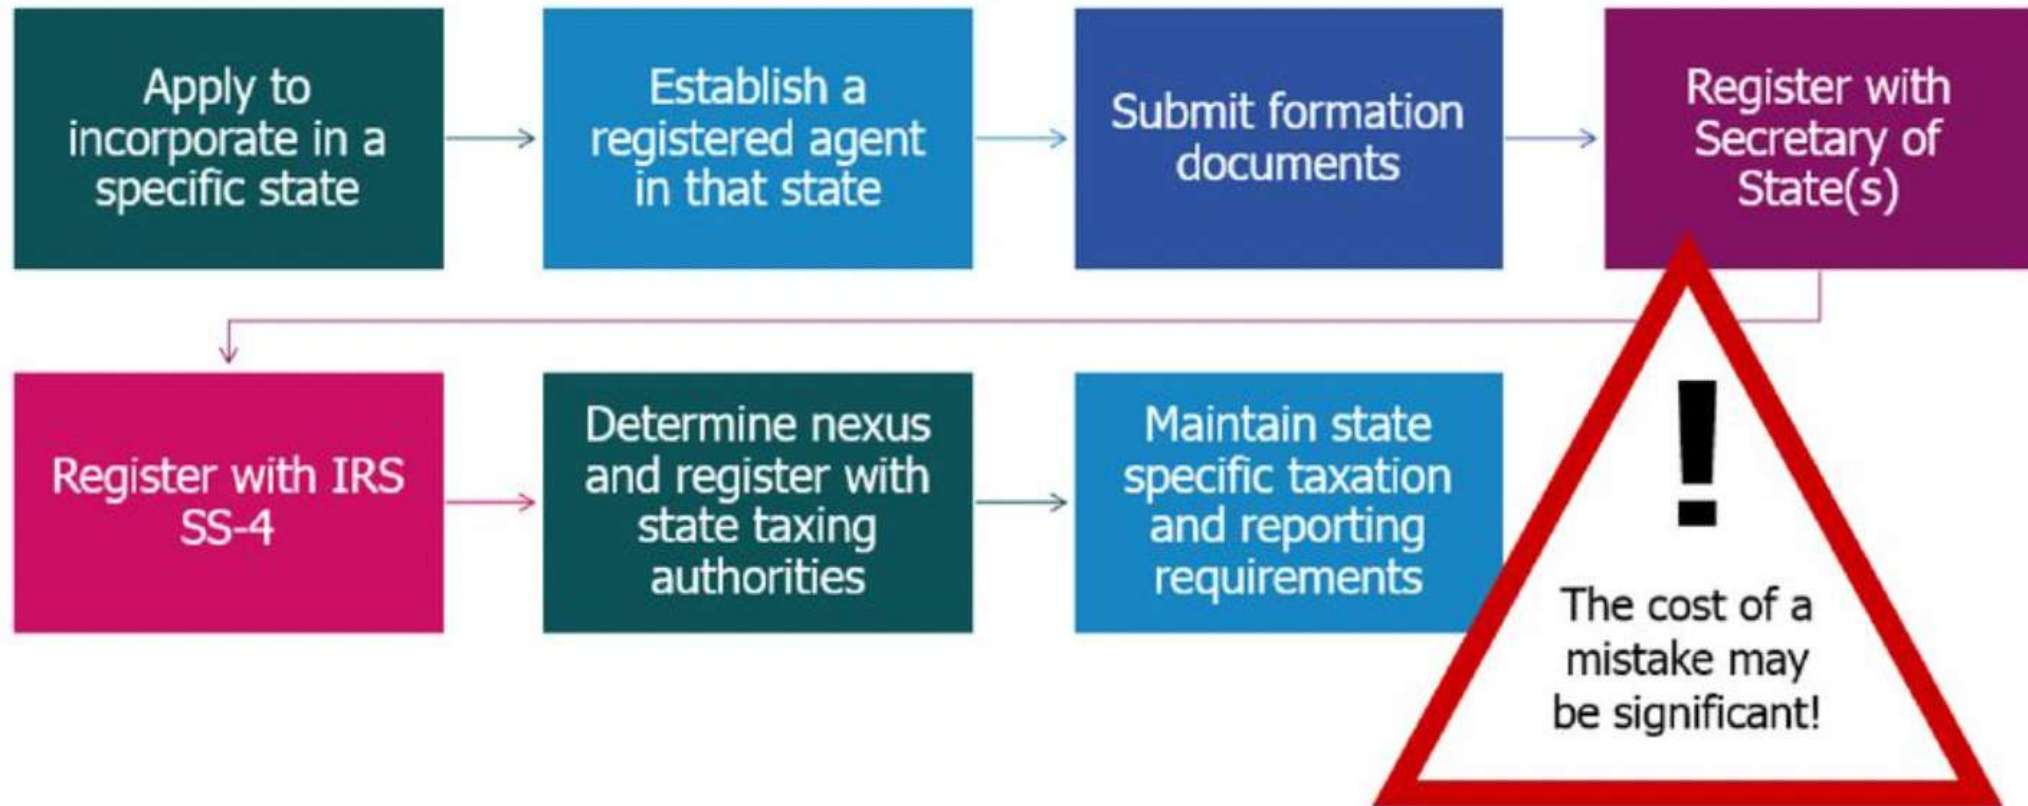 Apply to
incorporate in a
specific state
Establish a
registered agent
in that state
Submit formation
documents
Register with
Secretary of
State(s)
Register with IRS
SS-4
Determine nexus
and register with
state taxing
authorities
Maintain state
specific taxation
and reporting
requirements
!
The cost of a
mistake may
be significant!